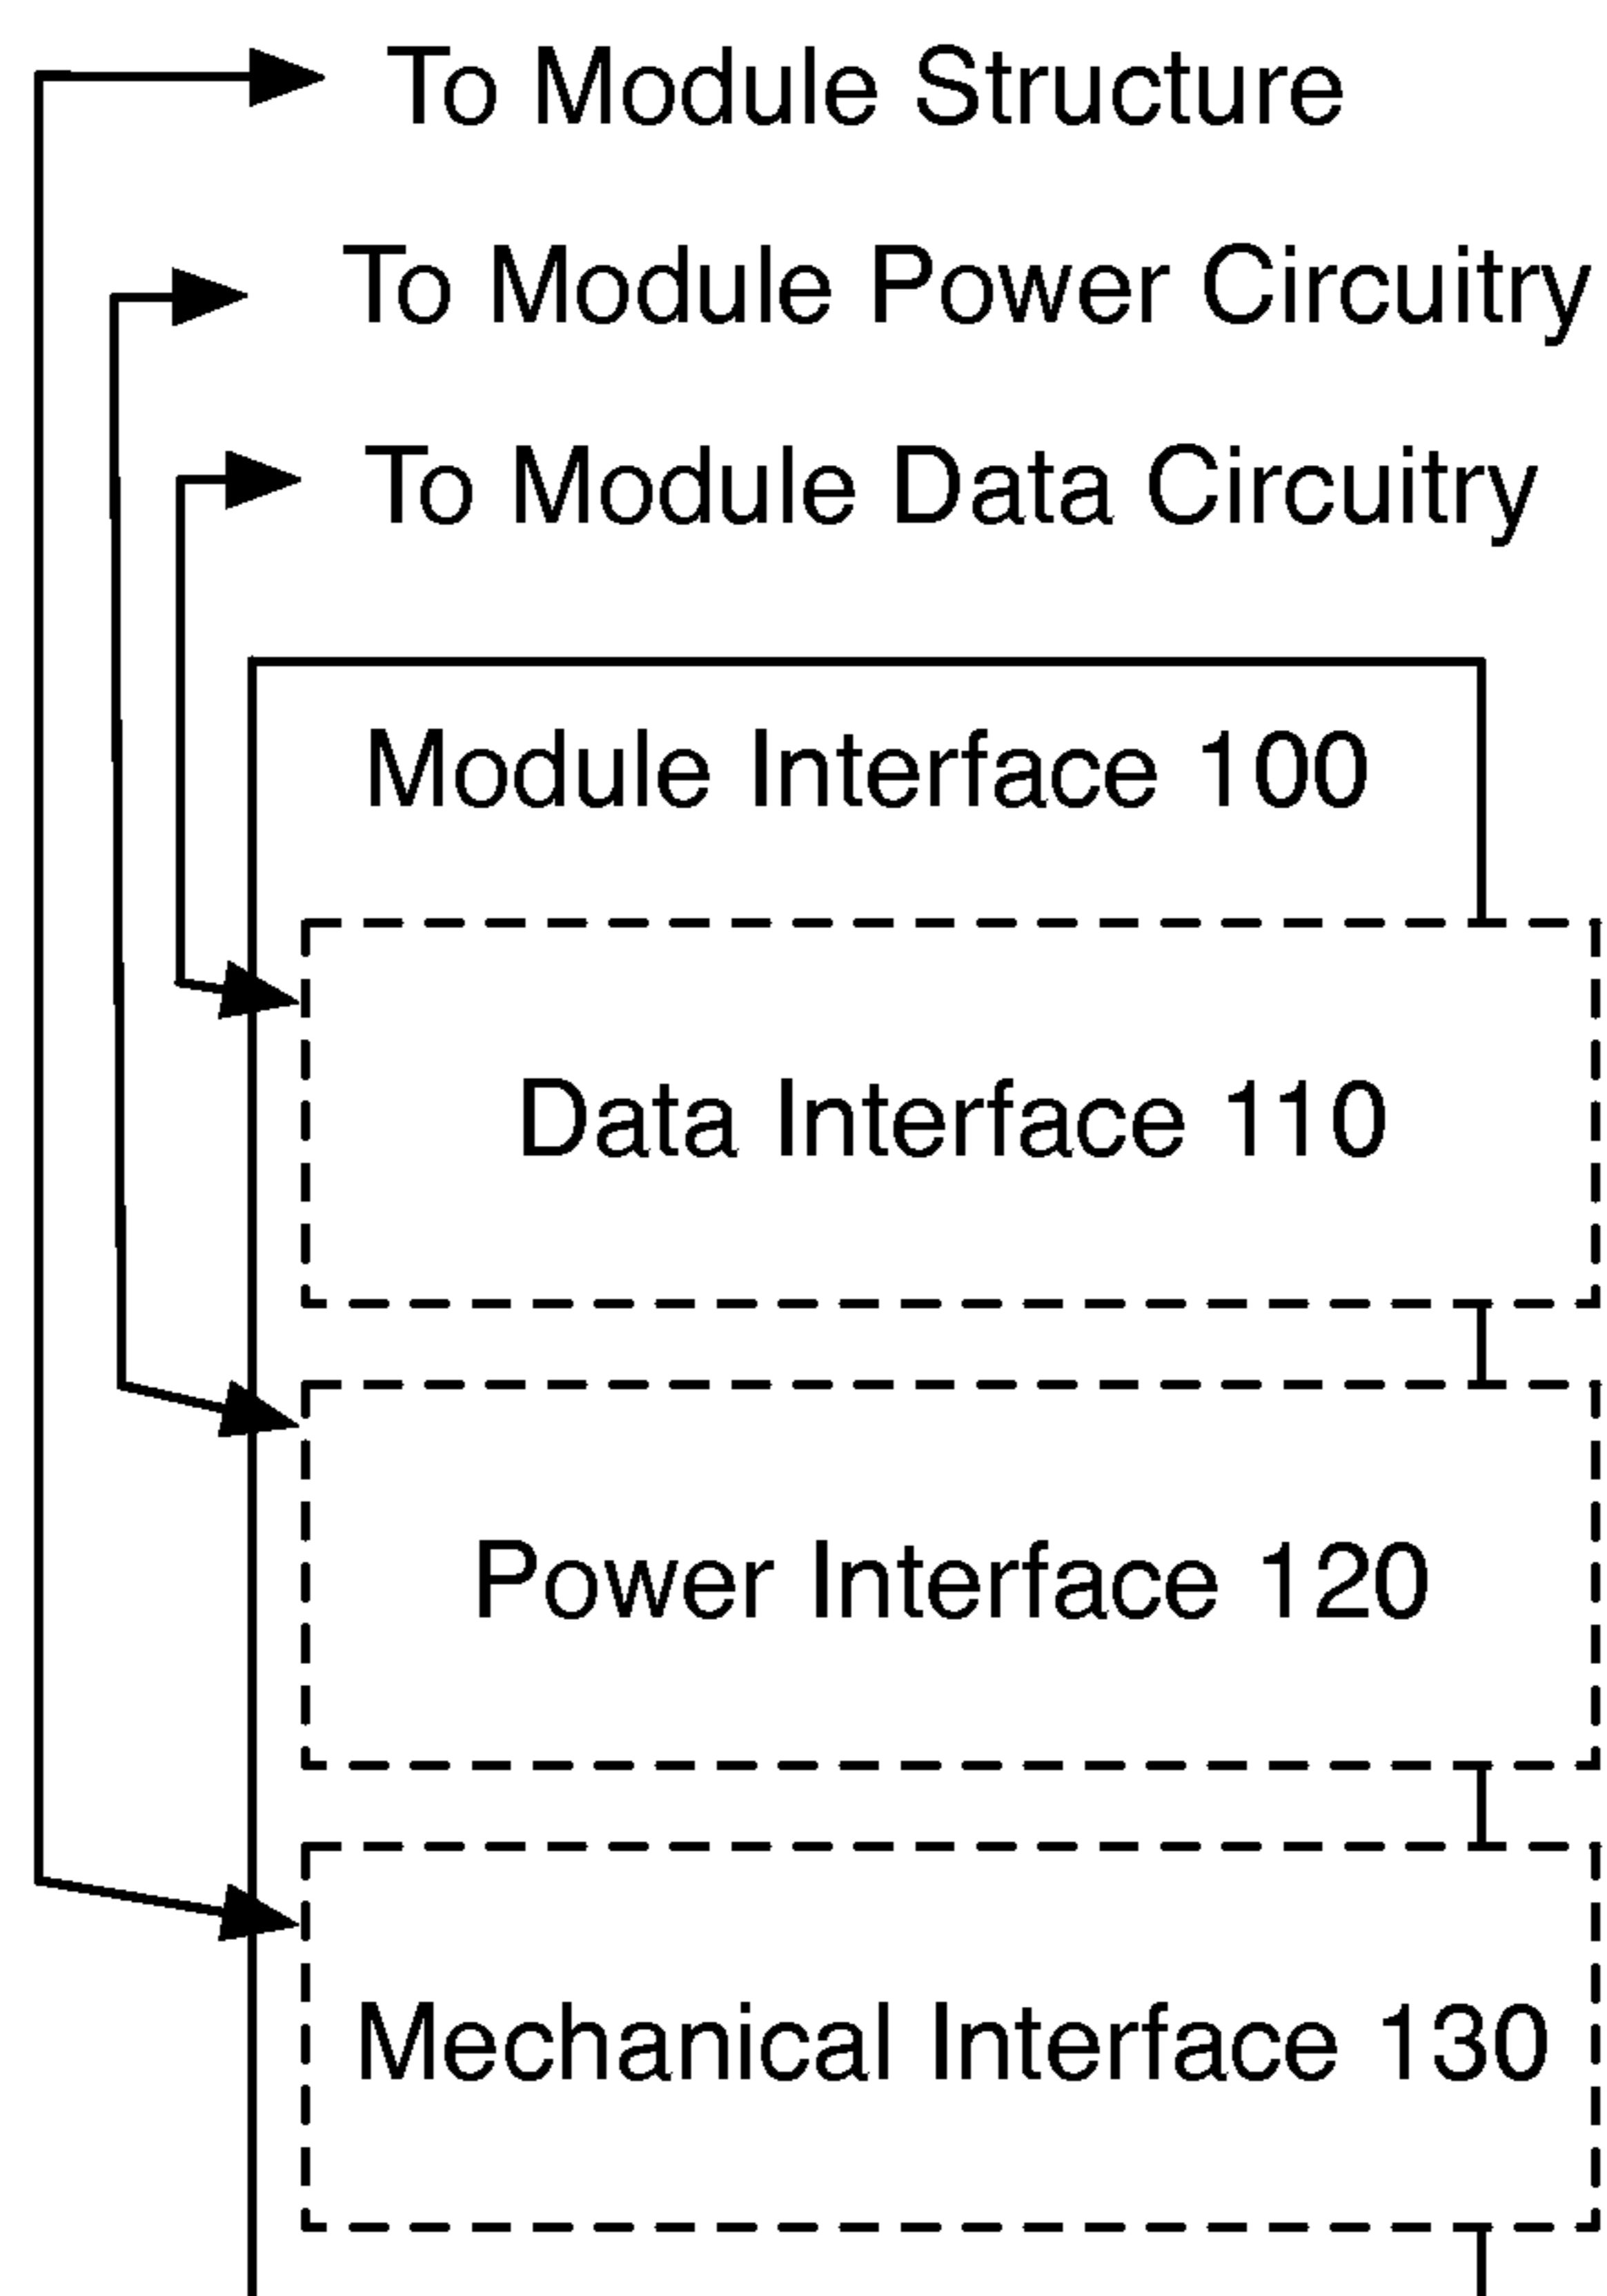 To Module Structure
To Module Power Circuitry
To Module Data Circuitry
Module Interface 100
Data Interface 110
Power Interface 120
Mechanical Interface 130